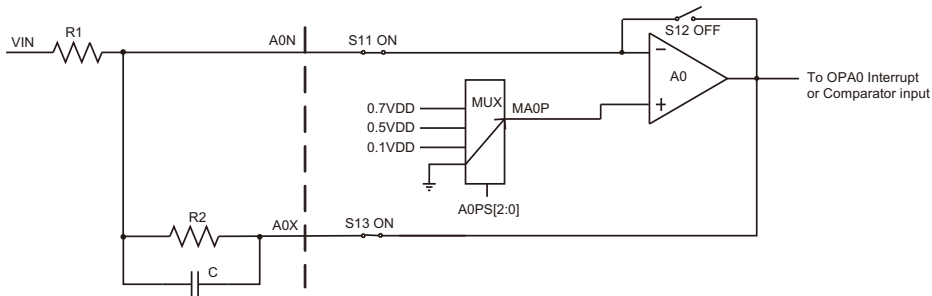 VIN
R1
A0N
S11 ON
S12 OFF
A0
To OPA0 Interrupt
or Comparator input
MUX
MA0P
0.7VDD
0.5VDD
0.1VDD
A0PS[2:0]
R2
A0X
S13 ON
C
−
+